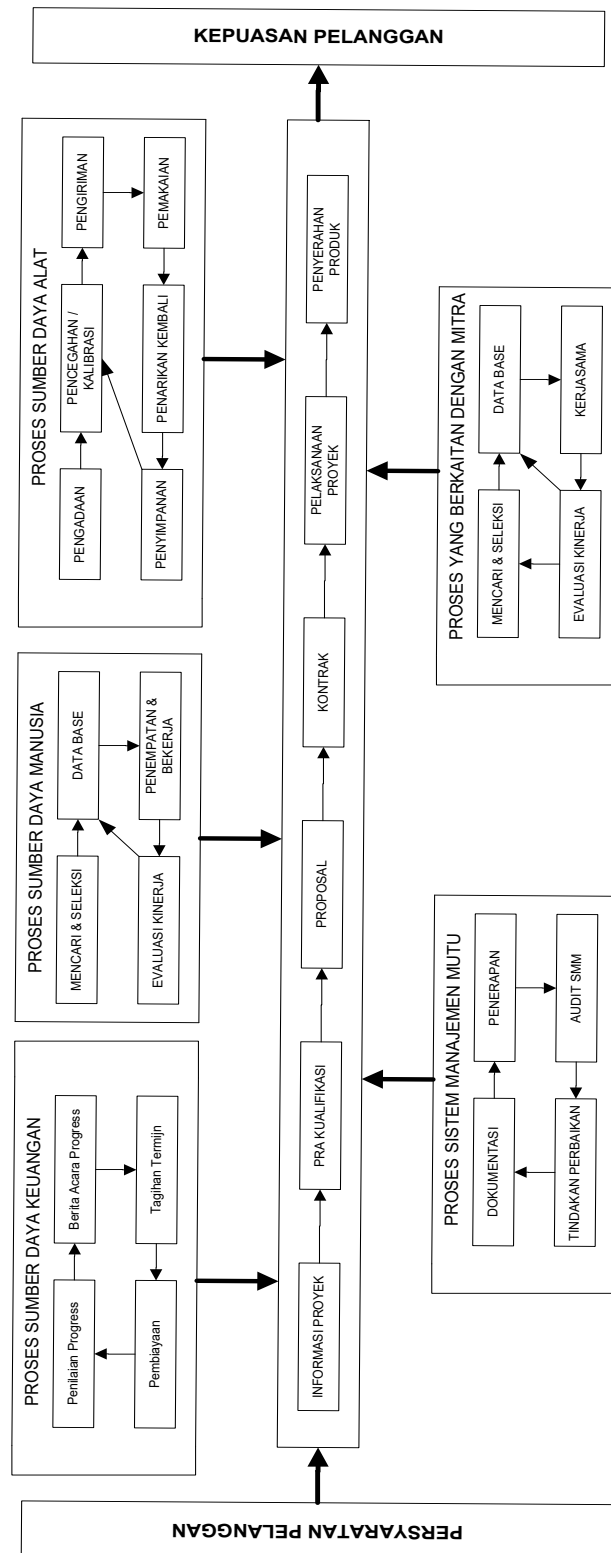 PERSYARATAN PELANGGAN
PROSES SUMBER DAYA KEUANGAN
Penilaian Progress
Berita Acara Progress
Pembiayaan
Tagihan Termijn
PROSES SUMBER DAYA MANUSIA
MENCARI & SELEKSI
DATA BASE
EVALUASI KINERJA
PENEMPATAN &
BEKERJA
PROSES SUMBER DAYA ALAT
PENGADAAN
PENCEGAHAN /
KALIBRASI
PENGIRIMAN
PENYIMPANAN
PENARIKAN KEMBALI
PEMAKAIAN
INFORMASI PROYEK
PRA KUALIFIKASI
PROPOSAL
KONTRAK
PELAKSANAAN
PROYEK
PENYERAHAN
PRODUK
PROSES SISTEM MANAJEMEN MUTU
DOKUMENTASI
PENERAPAN
TINDAKAN PERBAIKAN
AUDIT SMM
PROSES YANG BERKAITAN DENGAN MITRA
MENCARI & SELEKSI
DATA BASE
EVALUASI KINERJA
KERJASAMA
KEPUASAN PELANGGAN